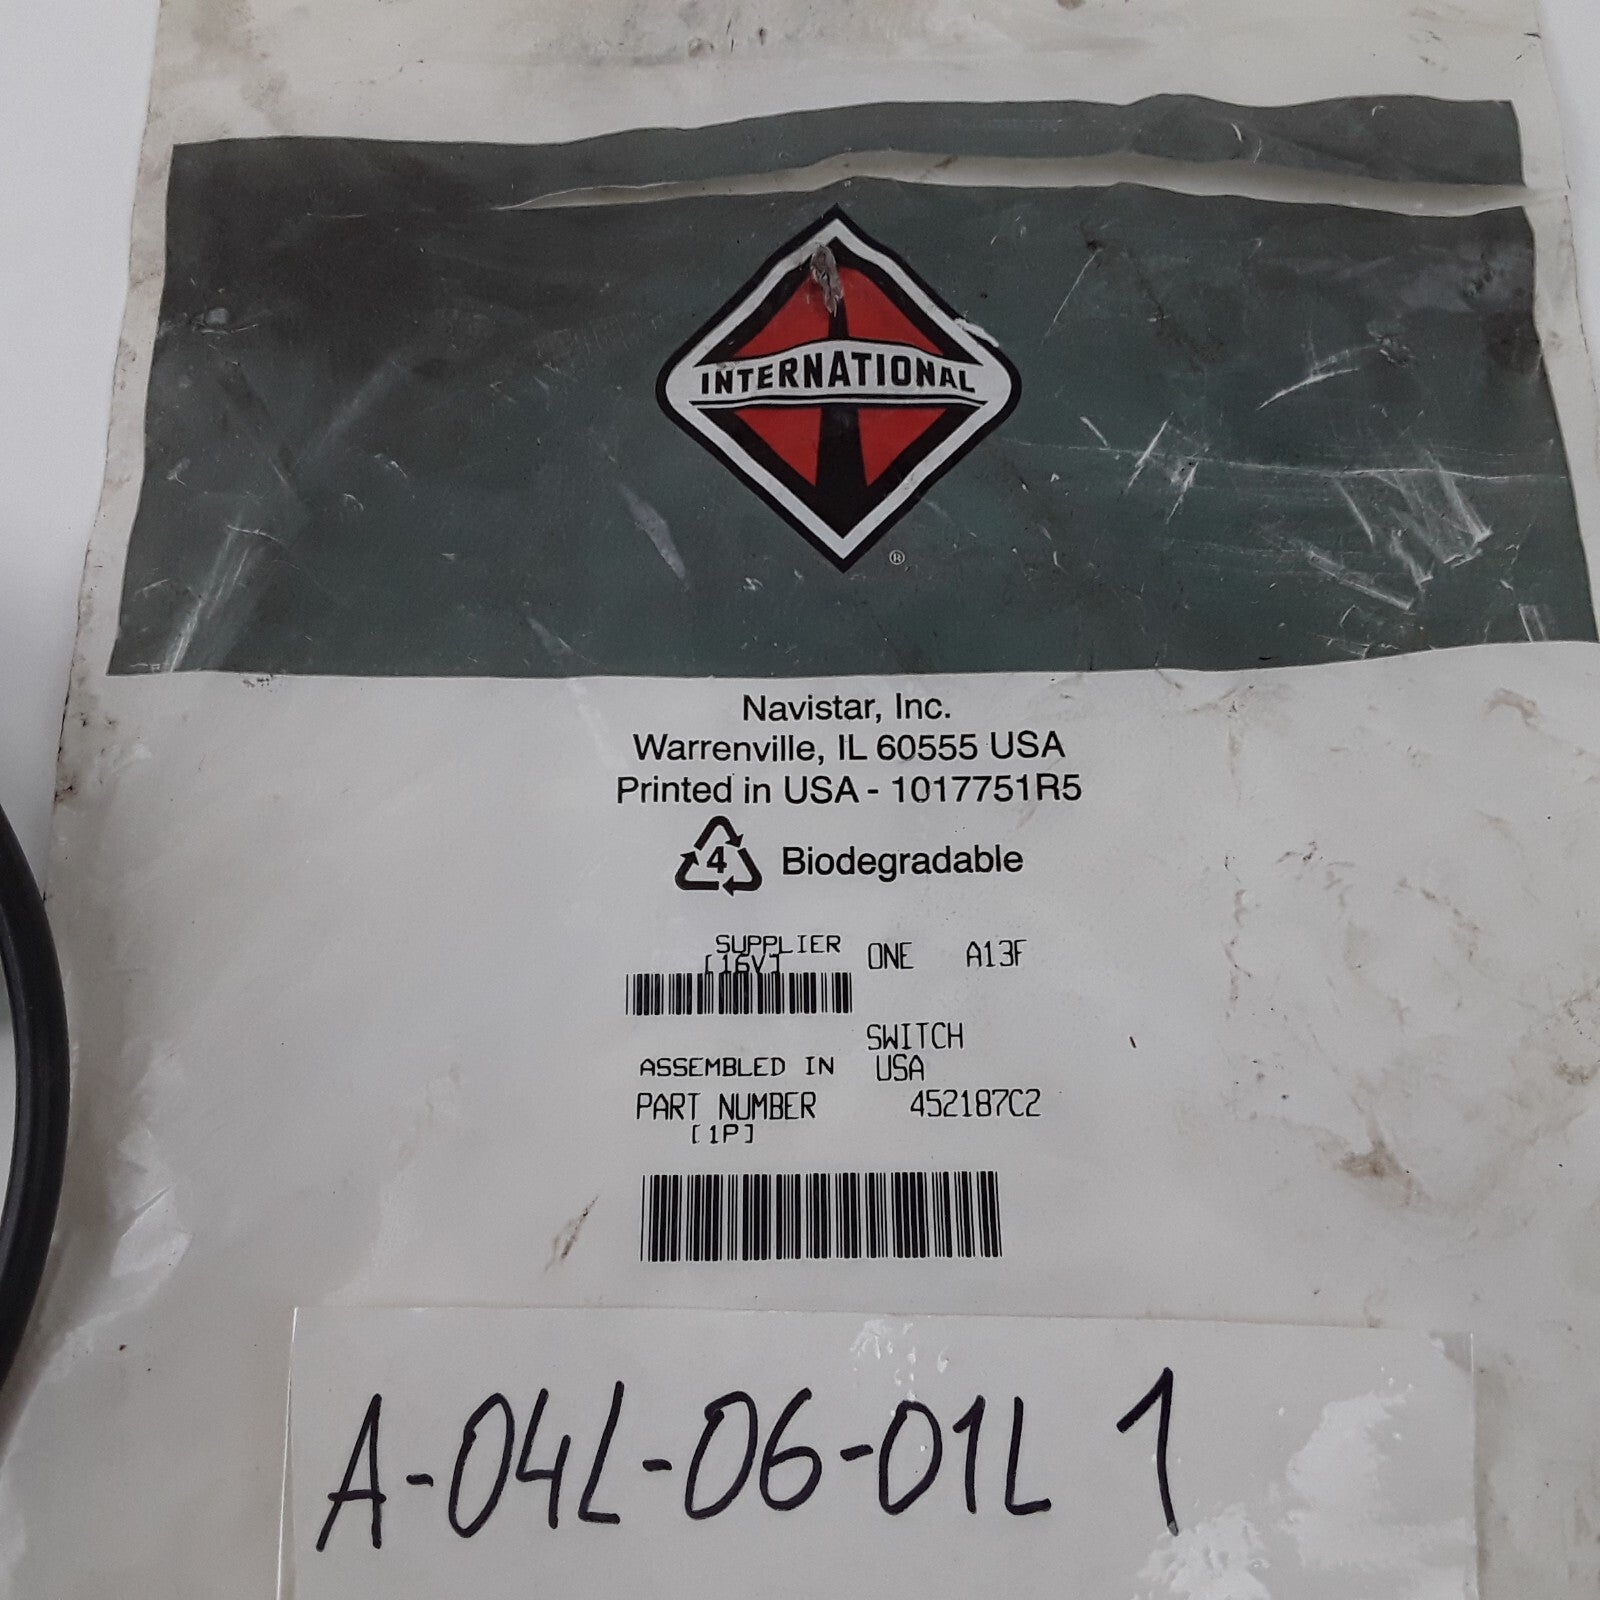 INTERNATIONAL
®
Navistar, Inc.
Warrenville, IL 60555 USA
Printed in USA - 1017751R5
4 Biodegradable
SUPPLIER ONE A13F
[16V]
SWITCH
ASSEMBLED IN USA
PART NUMBER 452187C2
[1P]
A-04L-06-01L 1